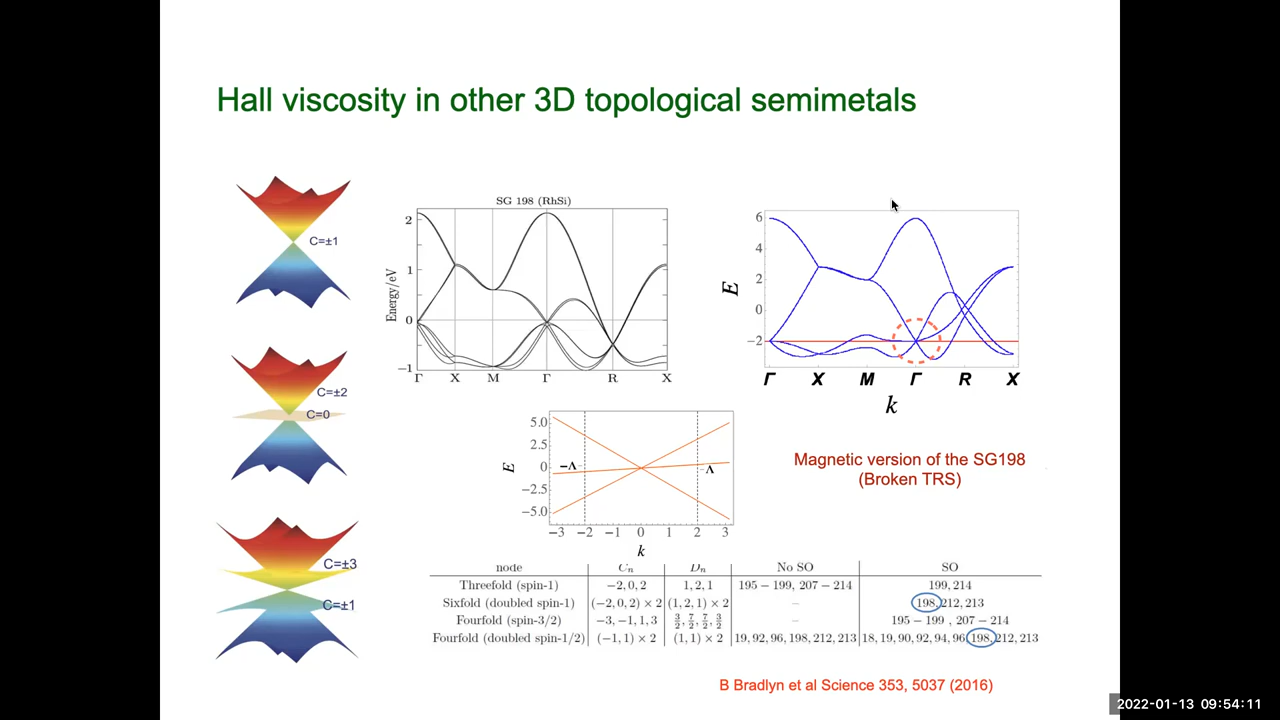 Hall viscosity in other 3D topological semimetals
C=±1
C=±2
C=0
C=±3
C=±1
SG 198 (RhSi)
Energy/eV
2
1
0
−1
Γ X M Γ R X
E
6
4
2
0
−2
Γ X M Γ R X
k
E
5.0
2.5
0
−2.5
−5.0
−Λ
Λ
−3 −2 −1 0 1 2 3
k
Magnetic version of the SG198
(Broken TRS)
node Cn Dn No SO SO
Threefold (spin-1) −2, 0, 2 1, 2, 1 195 − 199, 207 − 214 199, 214
Sixfold (doubled spin-1) (−2, 0, 2) × 2 (1, 2, 1) × 2 – 198, 212, 213
Fourfold (spin-3/2) −3, −1, 1, 3 3/2, 7/2, 7/2, 3/2 – 195 − 199 , 207 − 214
Fourfold (doubled spin-1/2) (−1, 1) × 2 (1, 1) × 2 19, 92, 96, 198, 212, 213 18, 19, 90, 92, 94, 96, 198, 212, 213
B Bradlyn et al Science 353, 5037 (2016)
2022-01-13 09:54:11